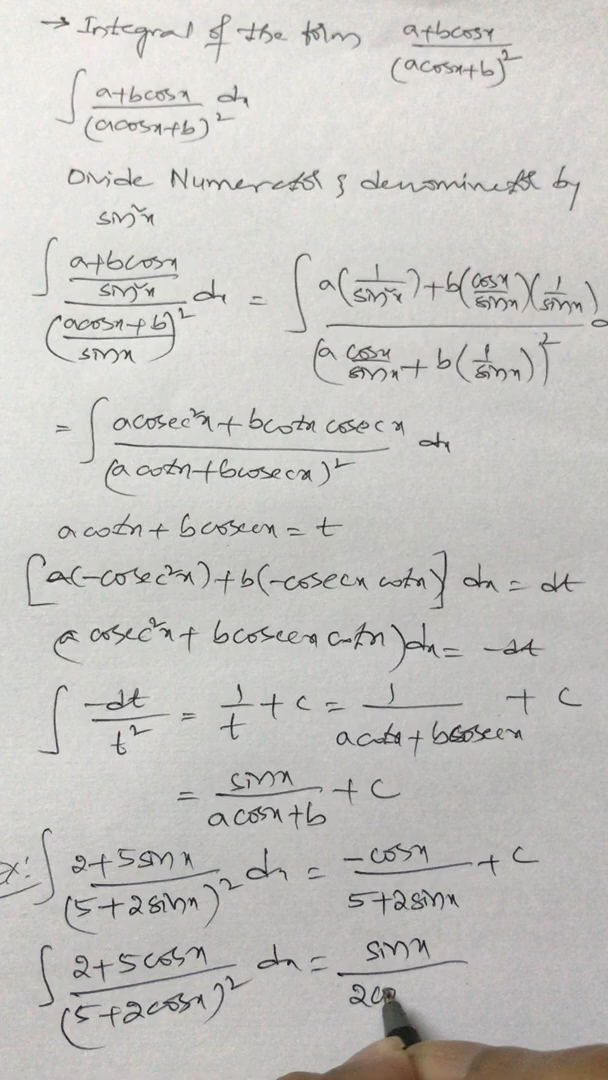 → Integral of the form (a+bcosx)/(acosx+b)²
∫ (a+bcosx)/(acosx+b)² dx
Divide Numerator & denominator by
sin²x
∫ ((a+bcosx)/sin²x)/((acosx+b)/sinx)² dx = ∫ (a(1/sin²x)+b(cosx/sinx)(1/sinx))/(a cosx/sinx + b(1/sinx))² d
= ∫ (acosec²x+bcotx cosecx)/(acotx+bcosecx)² dx
acotx + bcosecx = t
[a(-cosec²x)+b(-cosecx cotx)] dx = dt
(a cosec²x + bcosecx cotx)dx = -dt
∫ -dt/t² = 1/t + c = 1/(acotx + bcosecx) + c
= sinx/(acosx+b) + c
x: ∫ (2+5sinx)/(5+2sinx)² dx = -cosx/(5+2sinx) + c
∫ (2+5cosx)/(5+2cosx)² dx = sinx/2co